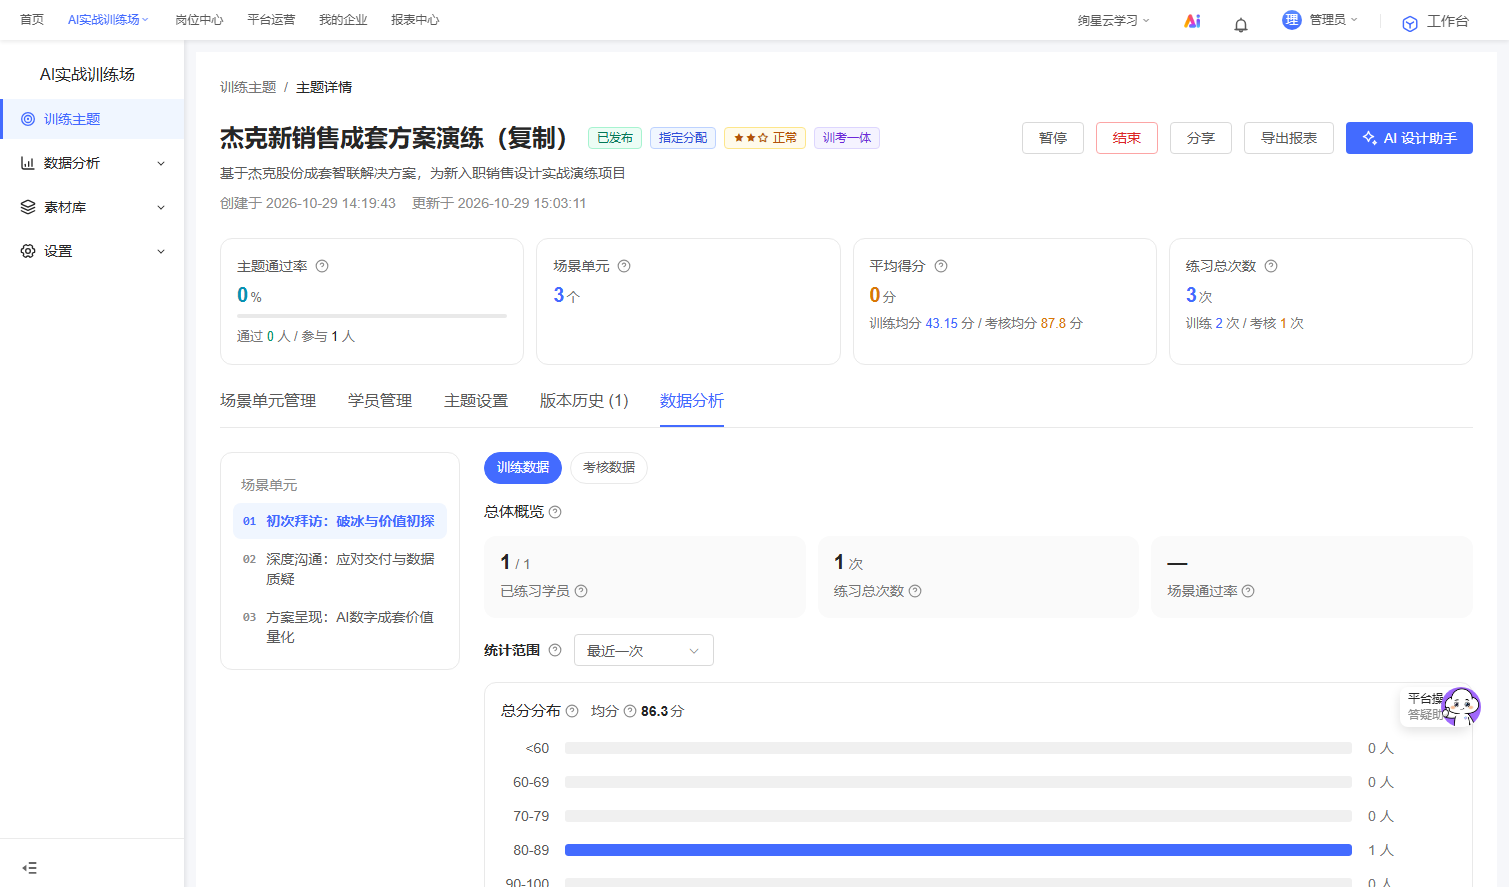 首页
AI实战训练场
岗位中心
平台运营
我的企业
报表中心
绚星云学习
Ai
理
管理员
工作台
AI实战训练场
训练主题
数据分析
素材库
设置
训练主题 / 主题详情
杰克新销售成套方案演练（复制）
已发布
指定分配
★★☆ 正常
训考一体
暂停
结束
分享
导出报表
AI 设计助手
基于杰克股份成套智联解决方案，为新入职销售设计实战演练项目
创建于 2026-10-29 14:19:43 更新于 2026-10-29 15:03:11
主题通过率
0 %
通过 0 人 / 参与 1 人
场景单元
3 个
平均得分
0 分
训练均分 43.15 分 / 考核均分 87.8 分
练习总次数
3 次
训练 2 次 / 考核 1 次
场景单元管理
学员管理
主题设置
版本历史 (1)
数据分析
场景单元
01 初次拜访：破冰与价值初探
02 深度沟通：应对交付与数据
质疑
03 方案呈现：AI数字成套价值
量化
训练数据
考核数据
总体概览
1 / 1
已练习学员
1 次
练习总次数
—
场景通过率
统计范围
最近一次
总分分布 均分 86.3 分
<60 0 人
60-69 0 人
70-79 0 人
80-89 1 人
90-100 0 人
平台操
答疑助